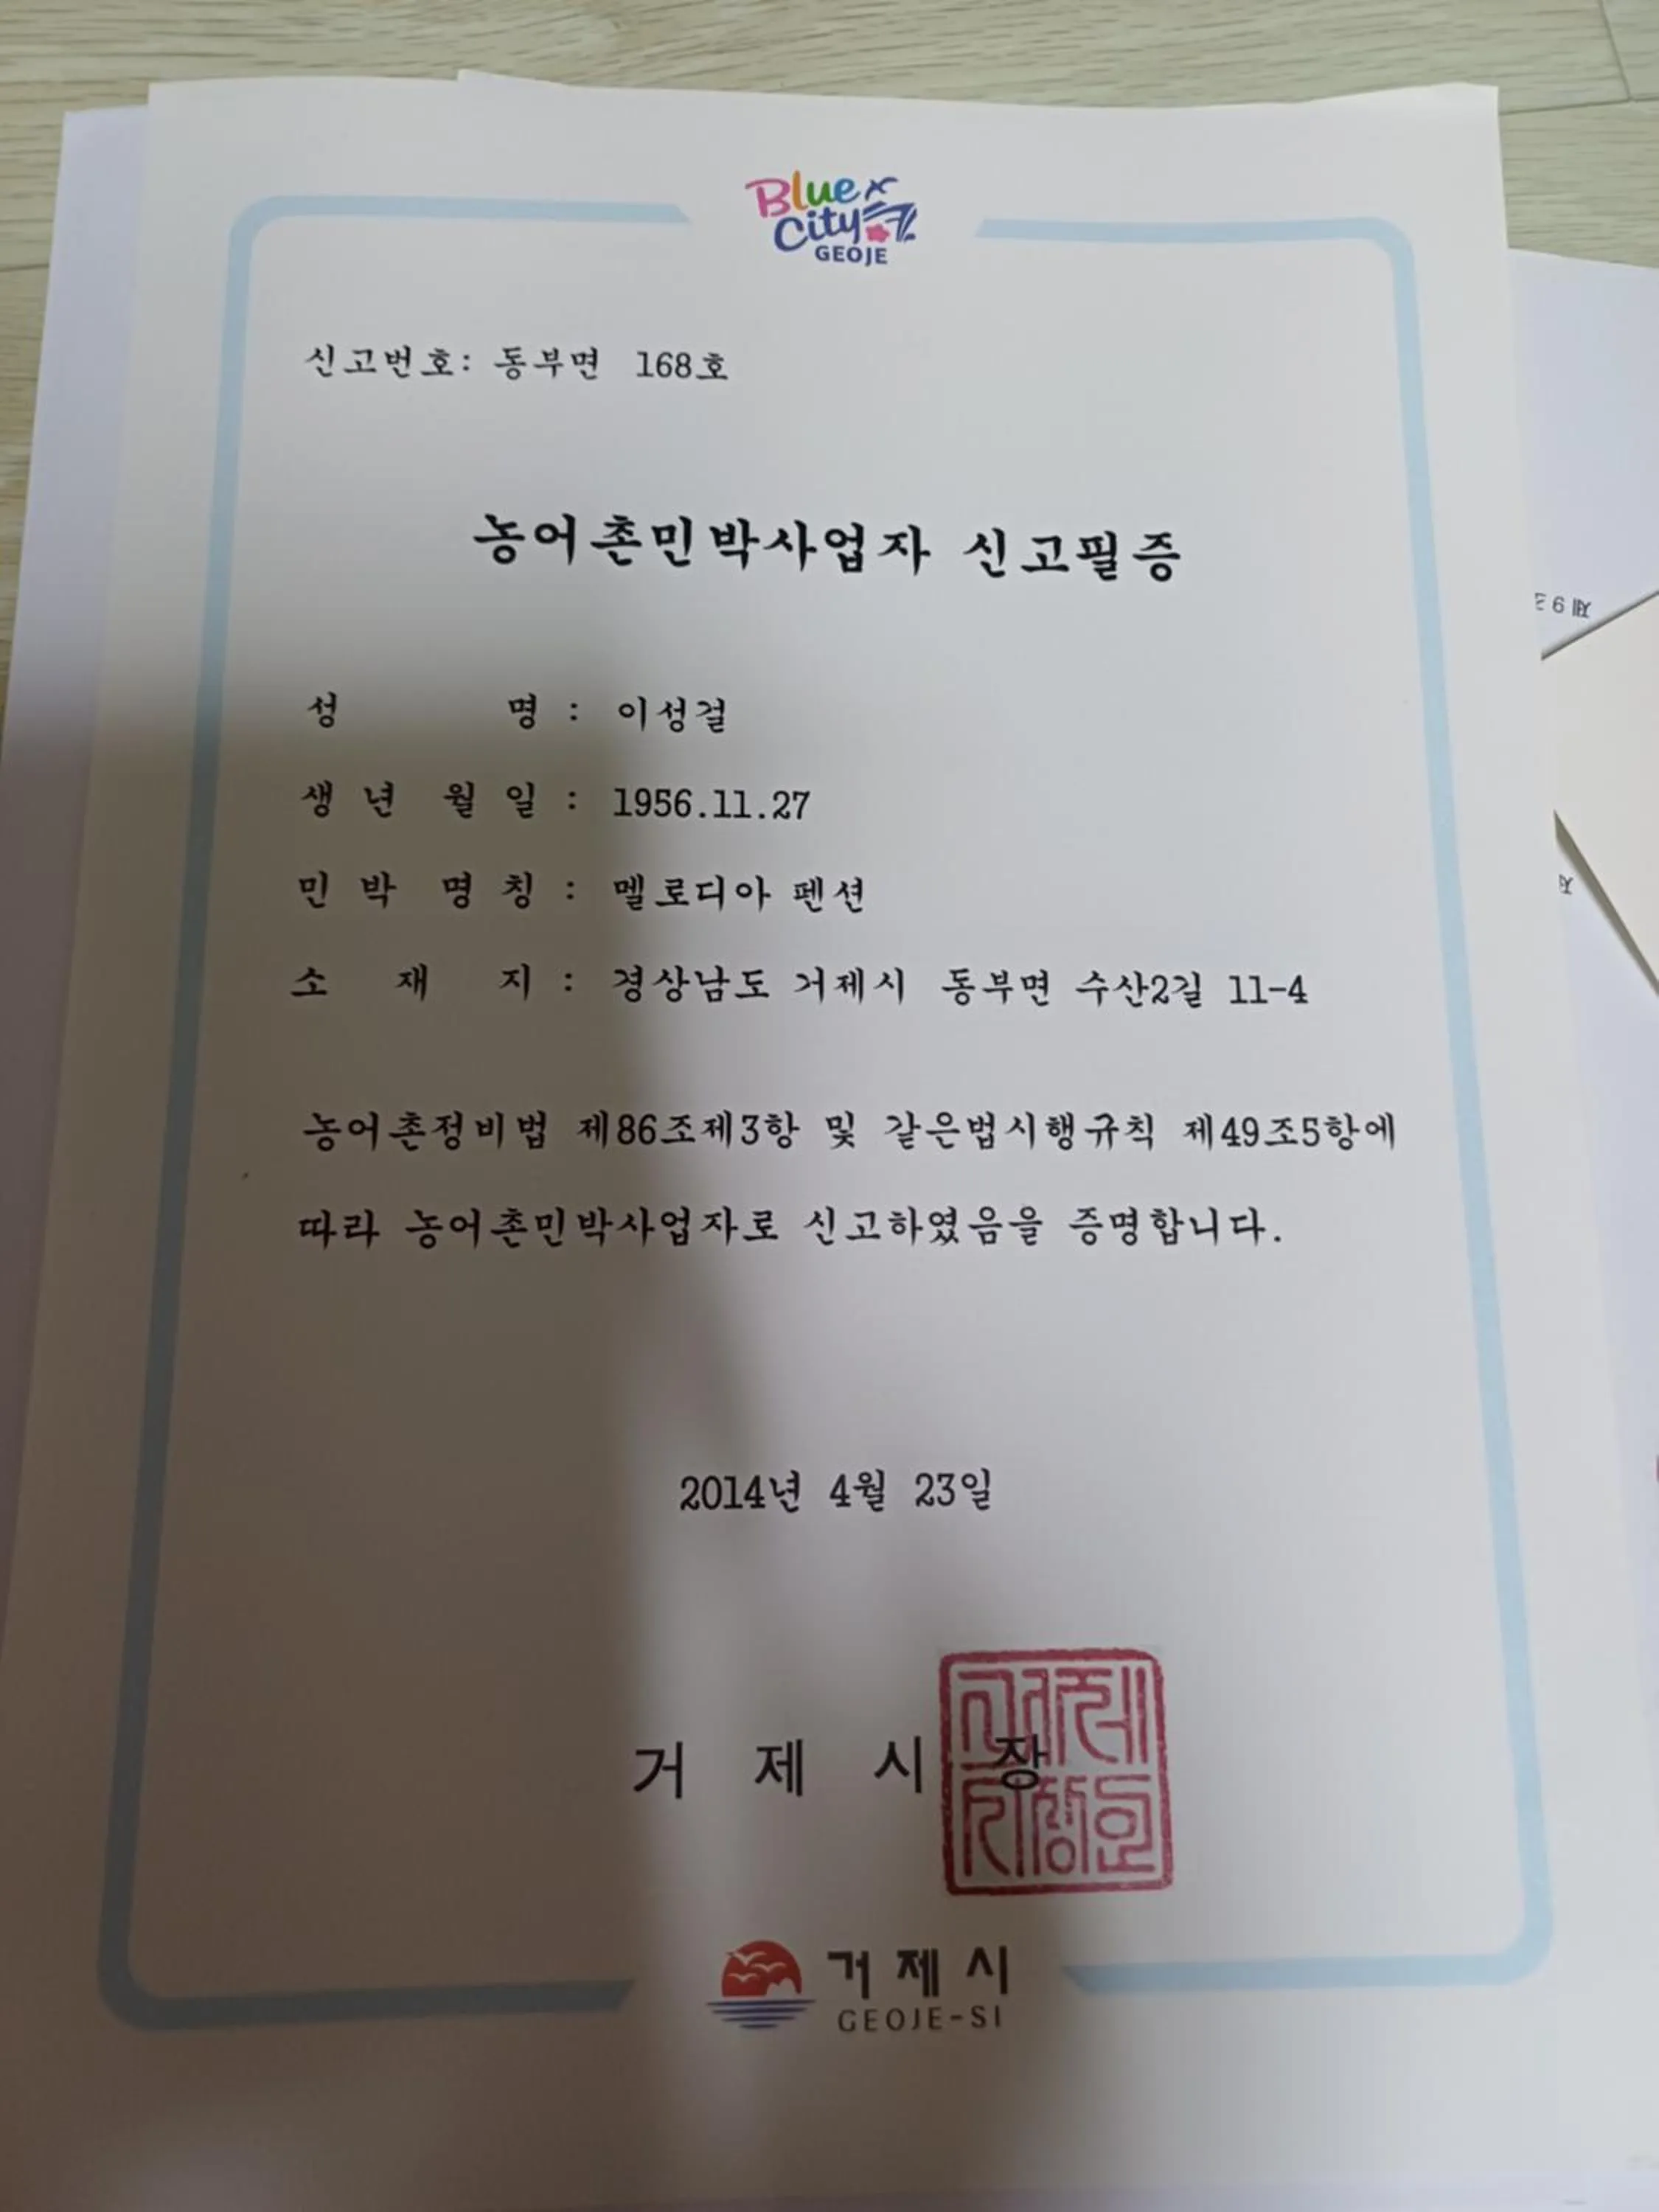 Blue
City
GEOJE
신고번호: 동부면 168호
농어촌민박사업자 신고필증
성 명 : 이성걸
생 년 월 일 : 1956.11.27
민 박 명 칭 : 멜로디아 펜션
소 재 지 : 경상남도 거제시 동부면 수산2길 11-4
농어촌정비법 제86조제3항 및 같은법시행규칙 제49조5항에
따라 농어촌민박사업자로 신고하였음을 증명합니다.
2014년 4월 23일
거 제 시 장
거제시장인
거제시
GEOJE-SI